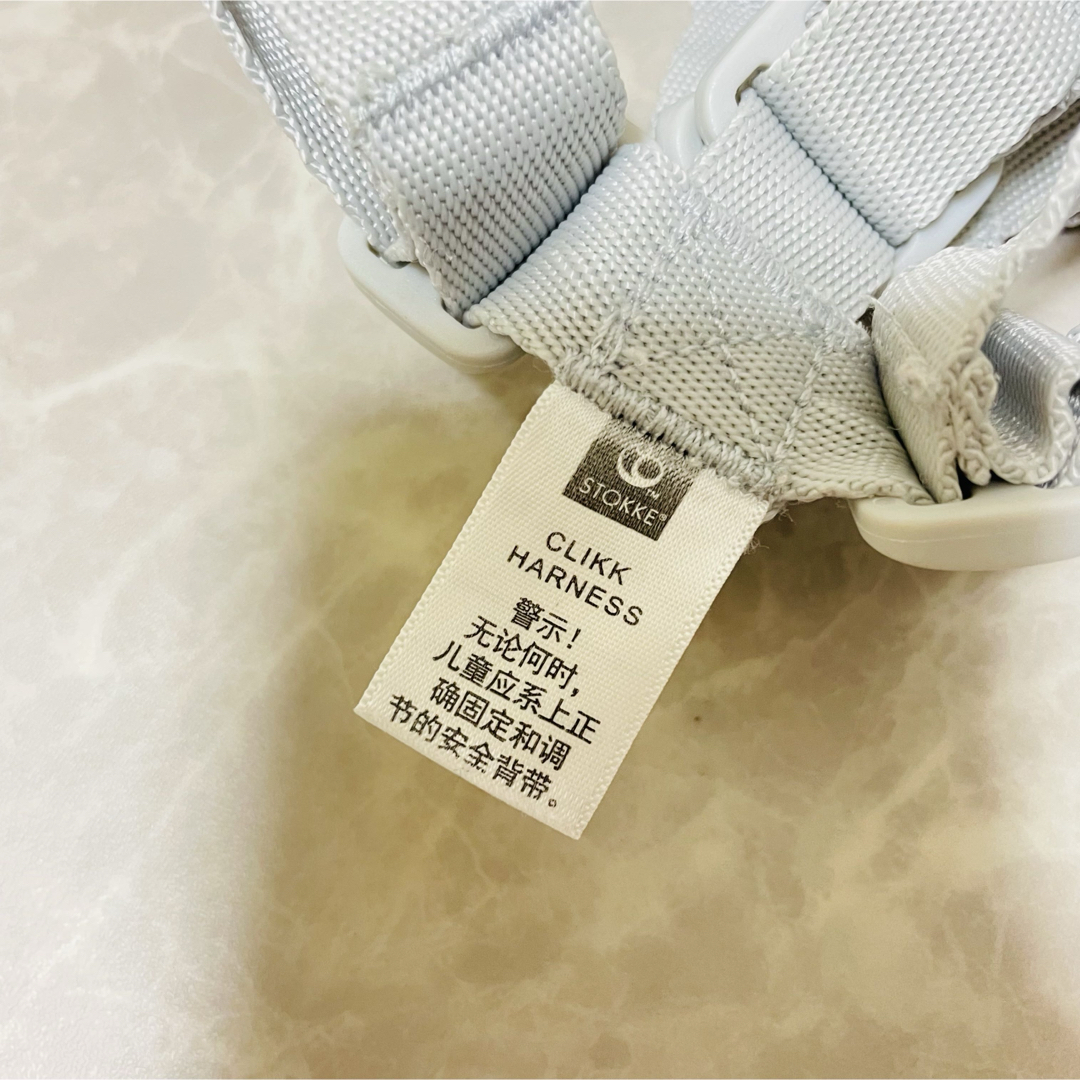 STOKKE®
CLIKK
HARNESS
警示！
无论何时，
儿童应系上正
确固定和调
节的安全背带。